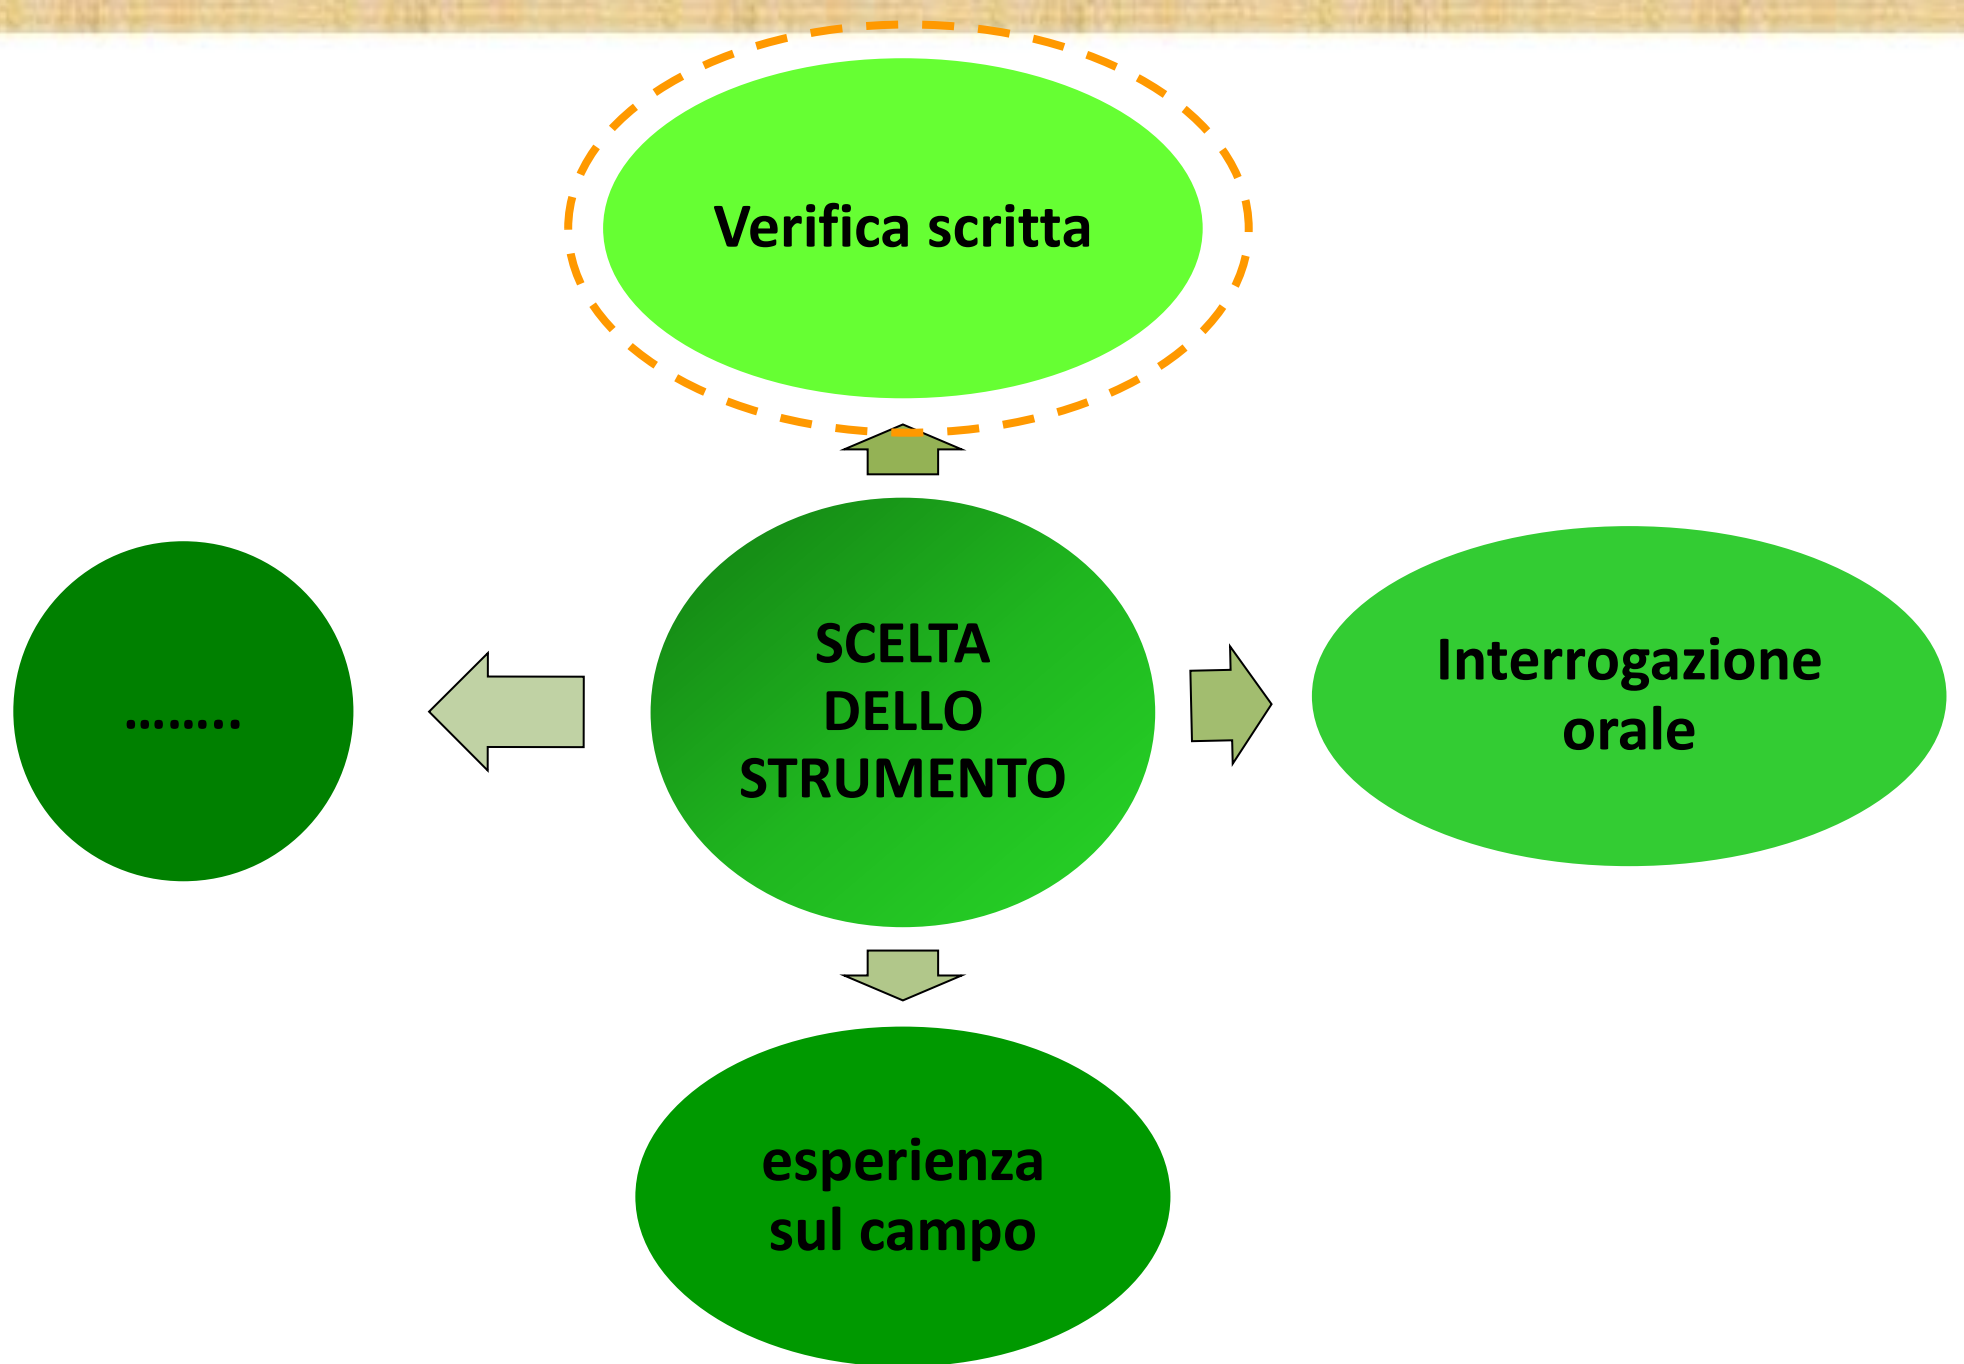 Verifica scritta
........
SCELTA
DELLO
STRUMENTO
Interrogazione
orale
esperienza
sul campo